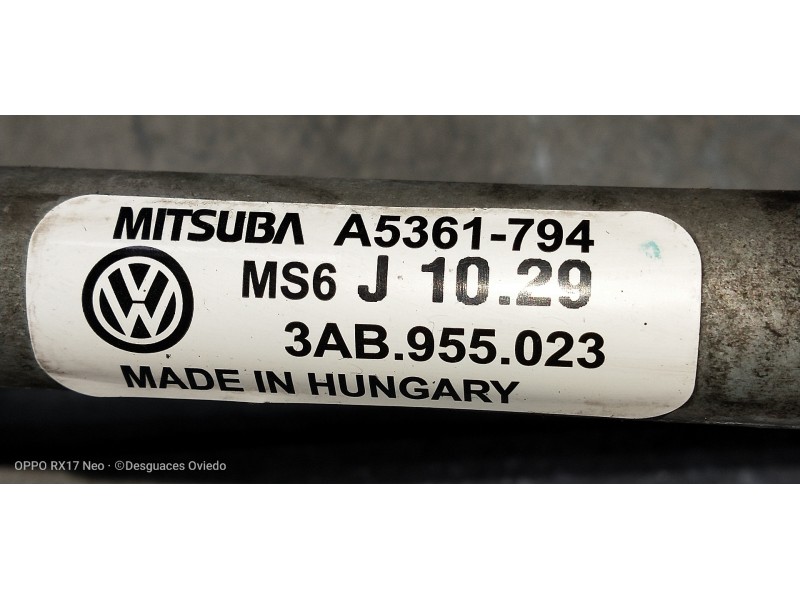 MITSUBA A5361-794
MS6 J 10.29
3AB.955.023
MADE IN HUNGARY
OPPO RX17 Neo · ©Desguaces Oviedo